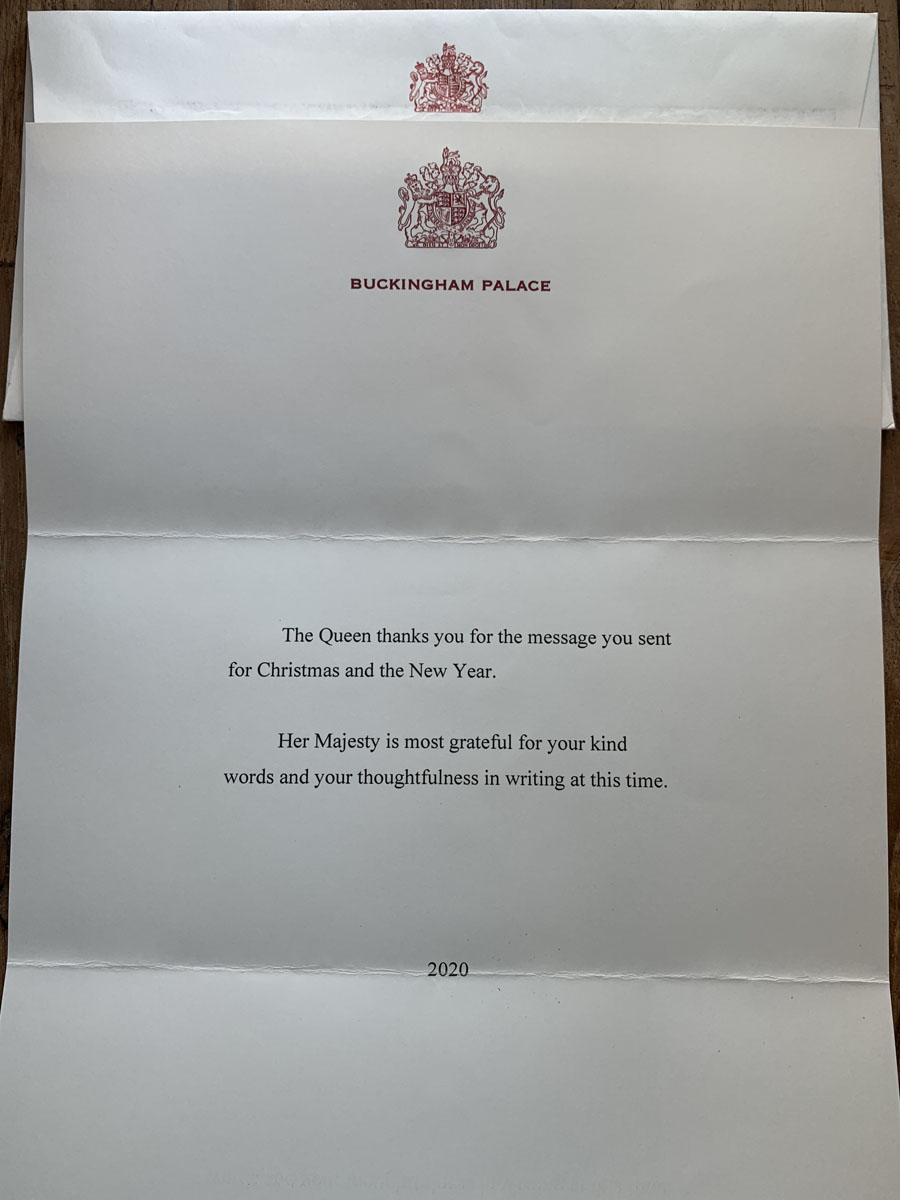 BUCKINGHAM PALACE
The Queen thanks you for the message you sent
for Christmas and the New Year.
Her Majesty is most grateful for your kind
words and your thoughtfulness in writing at this time.
2020